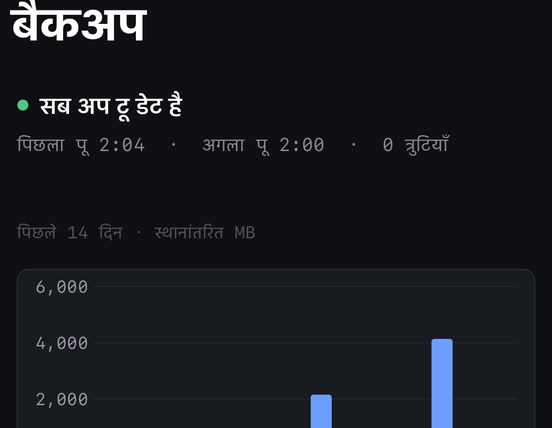 बैकअप
सब अप टू डेट है
पिछला पू 2:04 · अगला पू 2:00 · 0 त्रुटियाँ
पिछले 14 दिन · स्थानांतरित MB
6,000
4,000
2,000